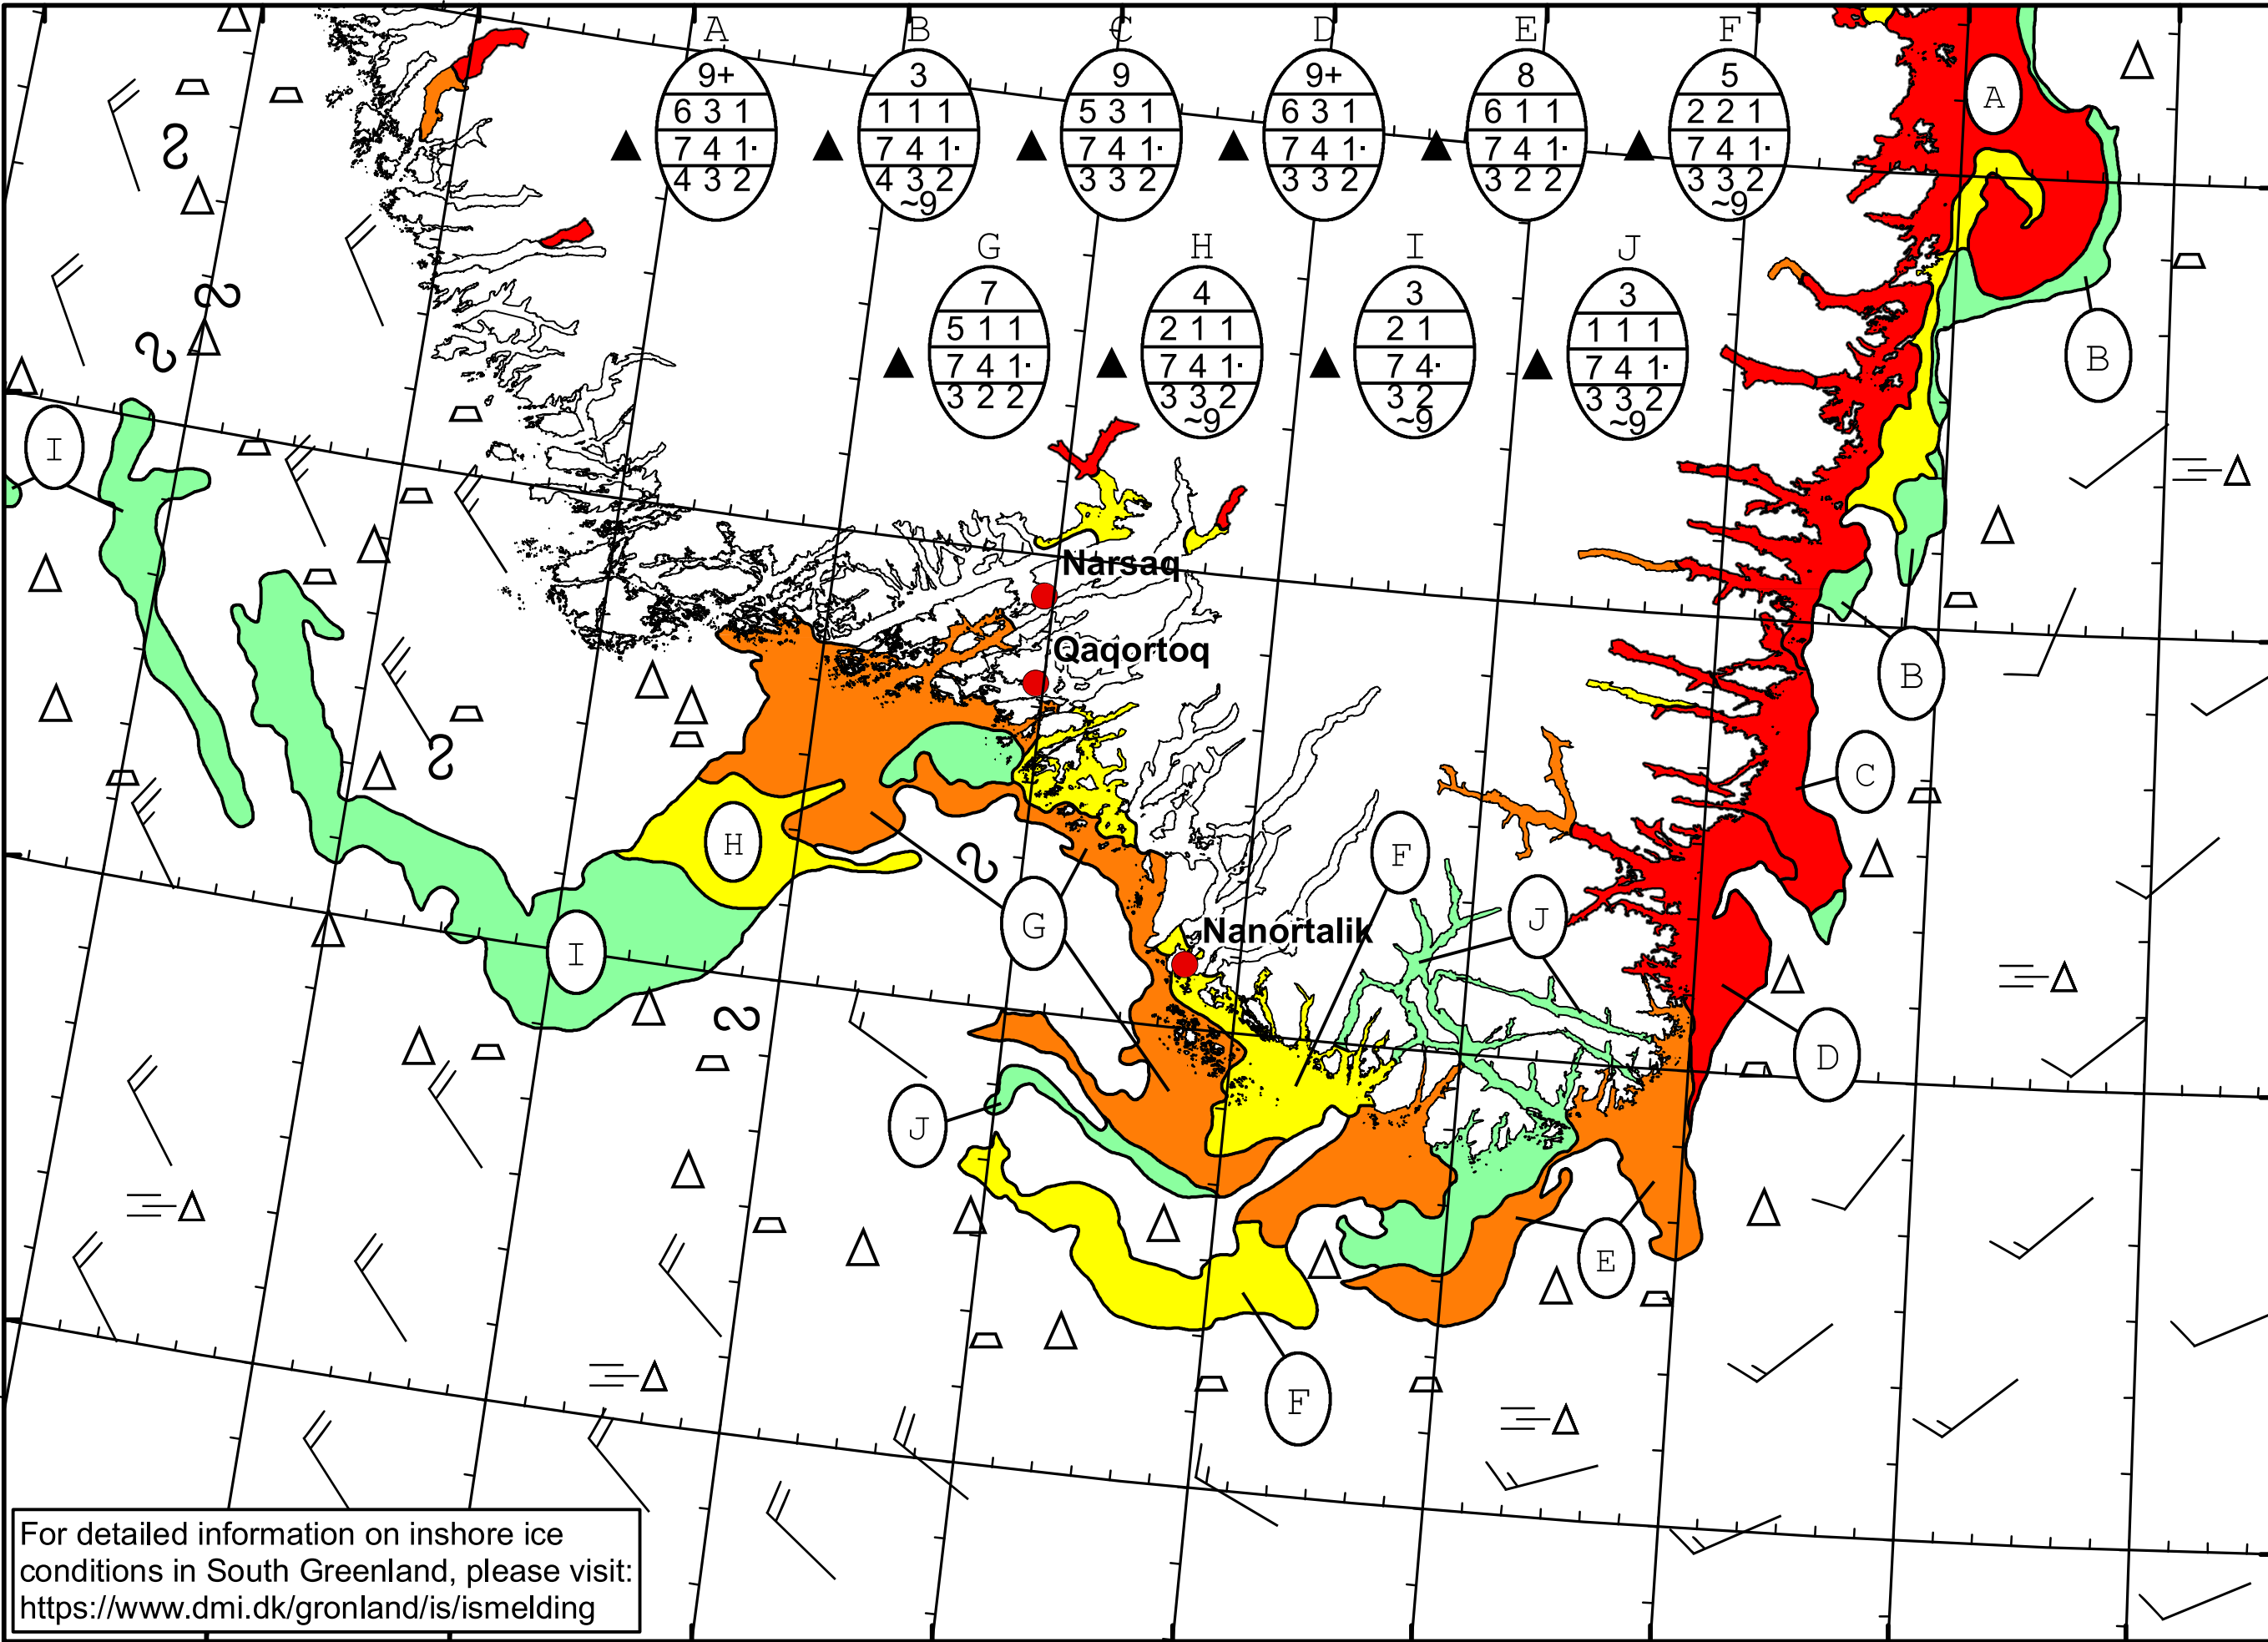 A B C D E F
9+ 3 9 9+ 8 5
6 3 1 1 1 1 5 3 1 6 3 1 6 1 1 2 2 1
7 4 1· 7 4 1· 7 4 1· 7 4 1· 7 4 1· 7 4 1·
4 3 2 4 3 2 3 3 2 3 3 2 3 2 2 3 3 2
~9 ~9
A
G H I J
7 4 3 3
5 1 1 2 1 1 2 1 1 1 1
7 4 1· 7 4 1· 7 4· 7 4 1·
3 2 2 3 3 2 3 2 3 3 2
~9 ~9 ~9
B
I
Narsaq
Qaqortoq
B
C
H
F
G
J
Nanortalik
I
D
J
E
F
For detailed information on inshore ice
conditions in South Greenland, please visit:
https://www.dmi.dk/gronland/is/ismelding